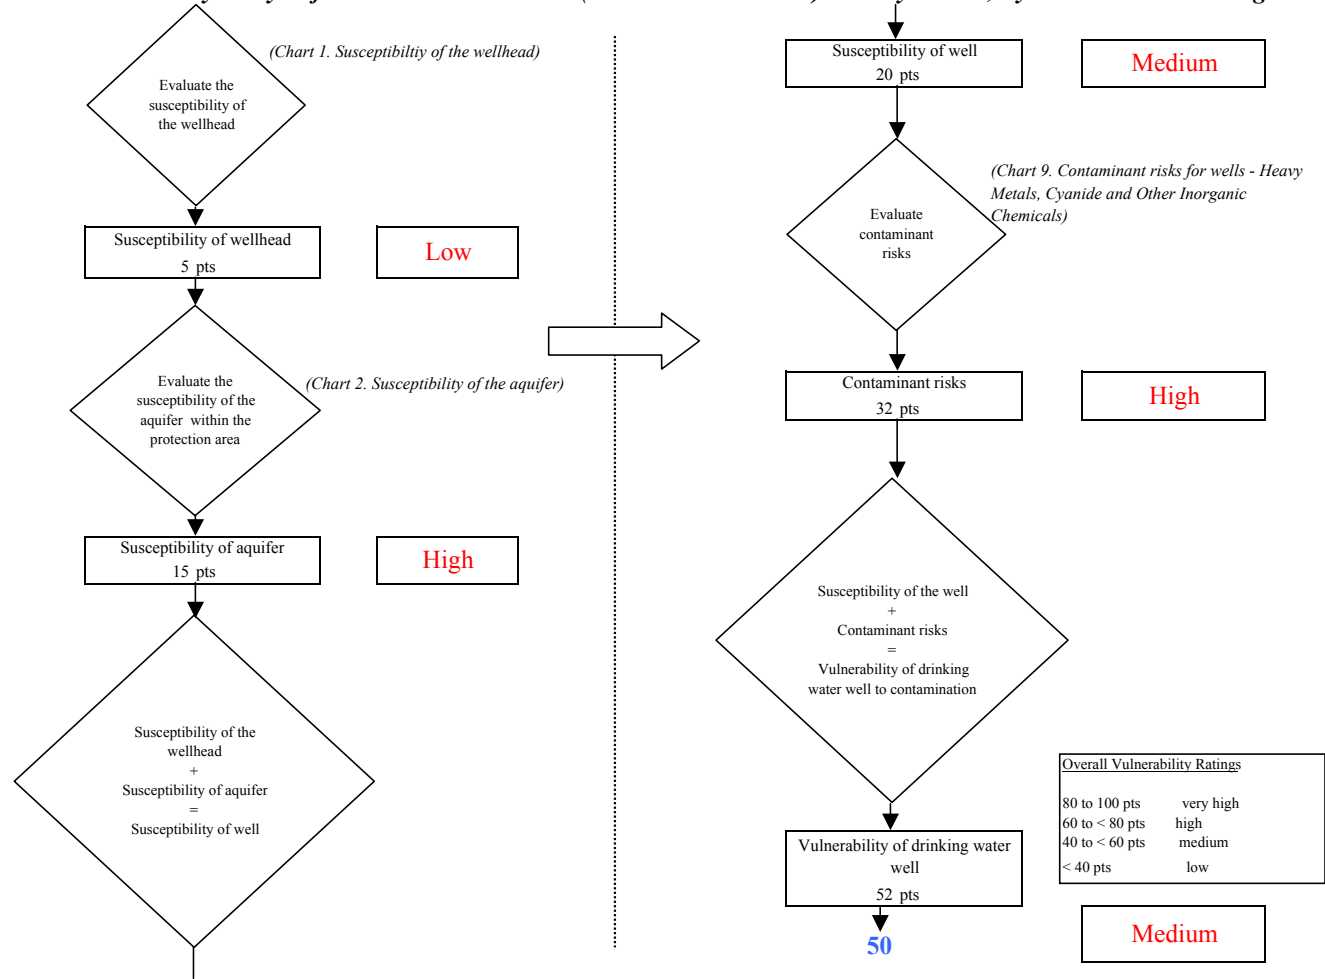 (Chart 1. Susceptibiltiy of the wellhead)
Evaluate the
susceptibility of
the wellhead
Susceptibility of wellhead
5 pts
Low
Evaluate the
susceptibility of the
aquifer within the
protection area
(Chart 2. Susceptibility of the aquifer)
Susceptibility of aquifer
15 pts
High
Susceptibility of the
wellhead
+
Susceptibility of aquifer
=
Susceptibility of well
Susceptibility of well
20 pts
Medium
Evaluate
contaminant
risks
(Chart 9. Contaminant risks for wells - Heavy
Metals, Cyanide and Other Inorganic
Chemicals)
Contaminant risks
32 pts
High
Susceptibility of the well
+
Contaminant risks
=
Vulnerability of drinking
water well to contamination
Overall Vulnerability Ratings
80 to 100 pts very high
60 to < 80 pts high
40 to < 60 pts medium
< 40 pts low
Vulnerability of drinking water
well
52 pts
50
Medium